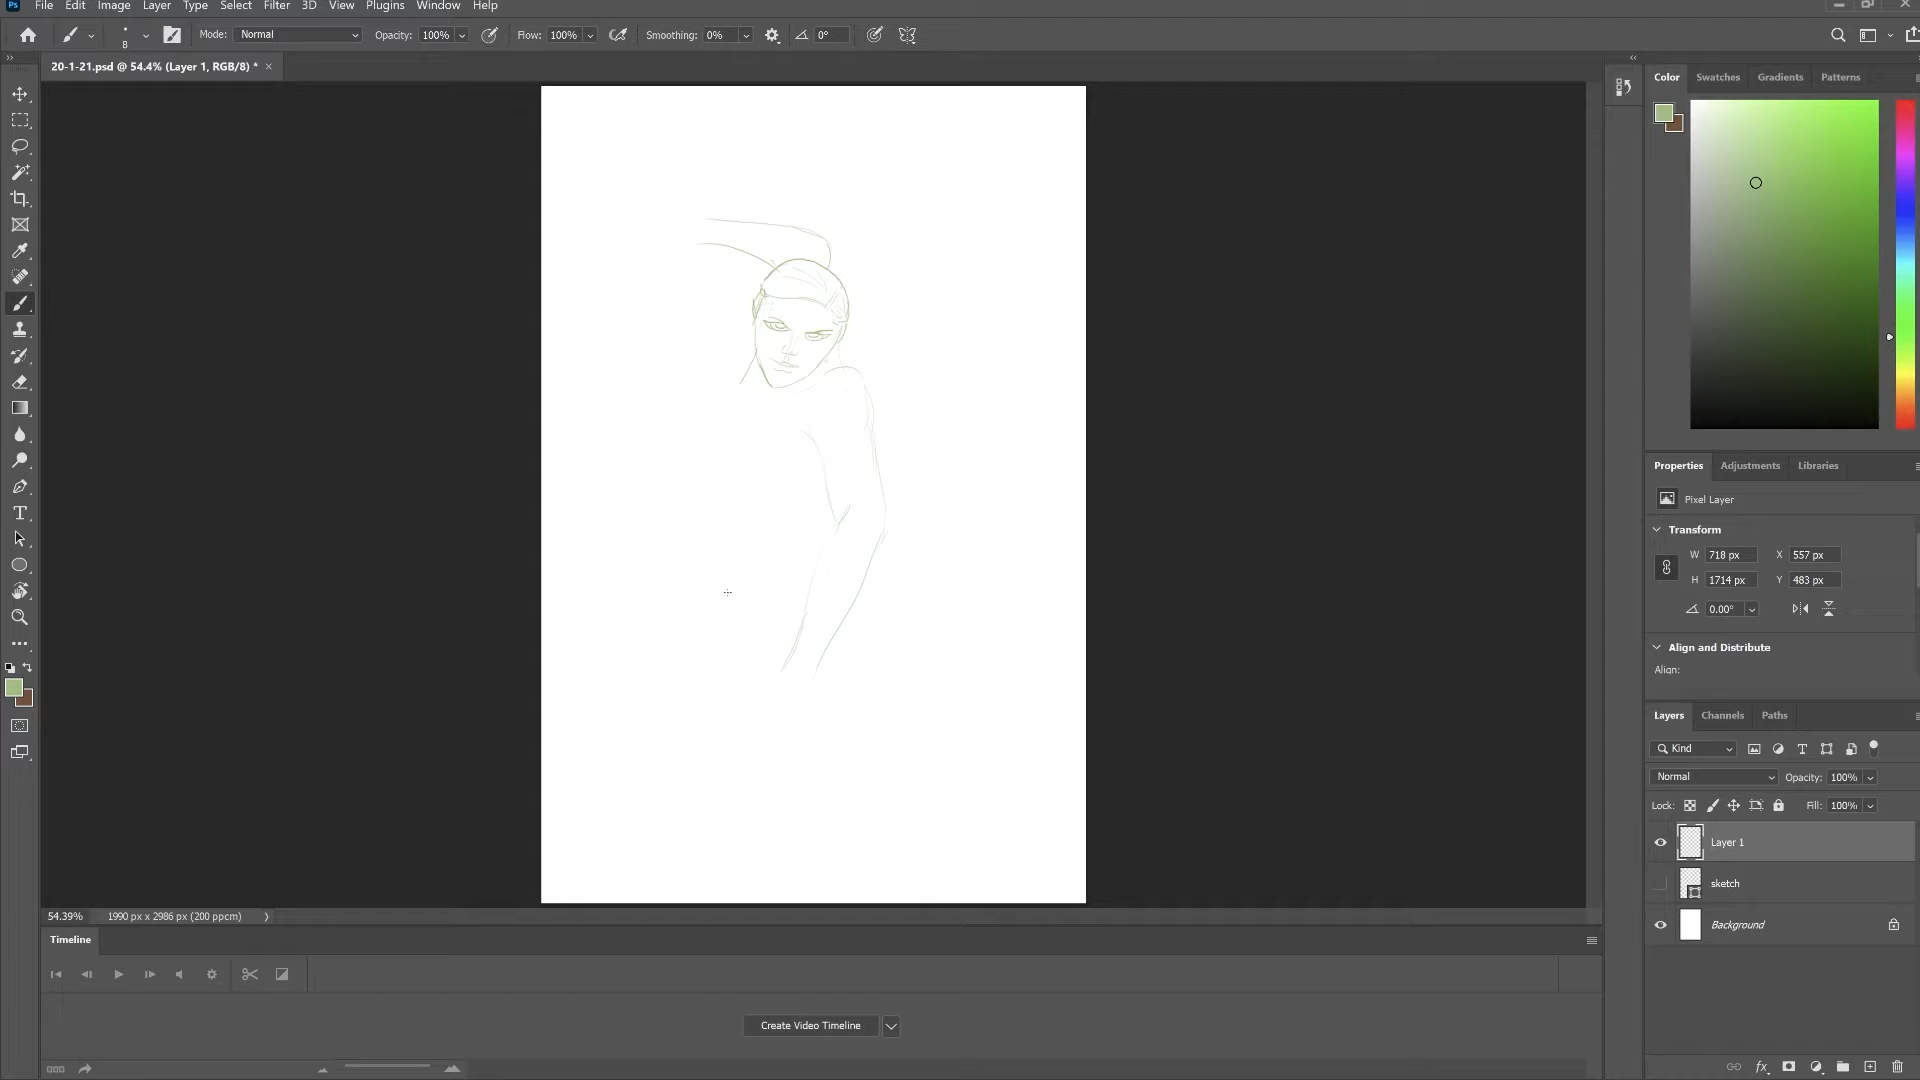 Ps File Edit Image Layer Type Select Filter 3D View Plugins Window Help
8 Mode: Normal Opacity: 100% Flow: 100% Smoothing: 0% 0°
20-1-21.psd @ 54.4% (Layer 1, RGB/8) *
Color Swatches Gradients Patterns
Properties Adjustments Libraries
Pixel Layer
Transform
W 718 px X 557 px
H 1714 px Y 483 px
0.00°
Align and Distribute
Align:
Layers Channels Paths
Kind
Normal Opacity: 100%
Lock: Fill: 100%
Layer 1
sketch
Background
54.39% 1990 px x 2986 px (200 ppcm)
Timeline
Create Video Timeline